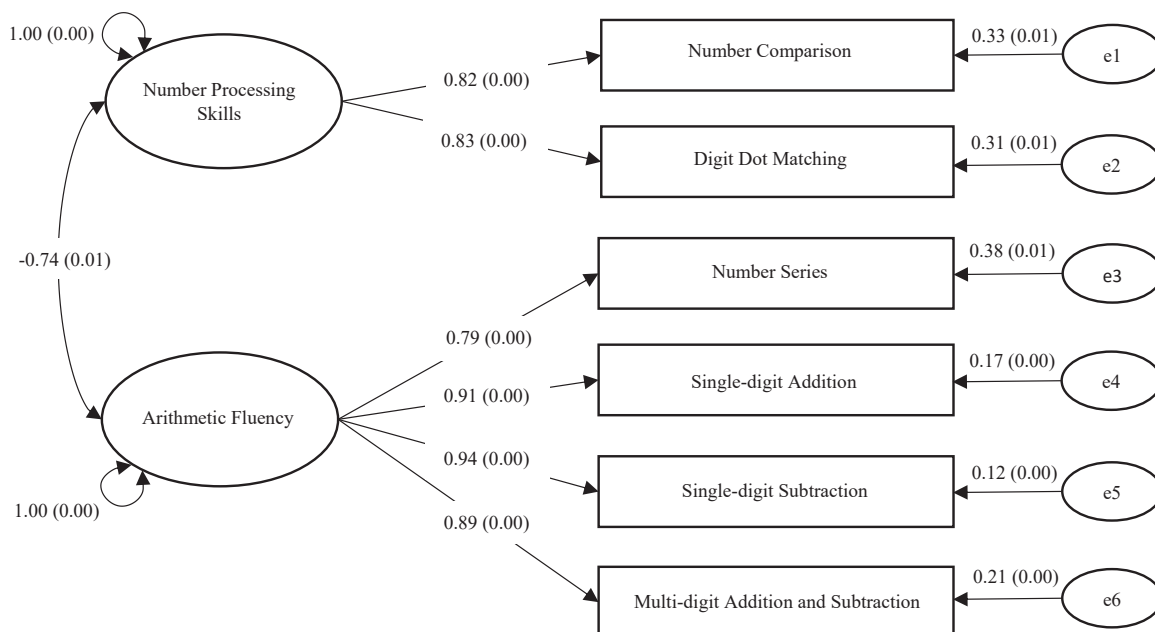 1.00 (0.00)
Number Processing
Skills
0.82 (0.00)
0.83 (0.00)
Number Comparison
0.33 (0.01)
e1
Digit Dot Matching
0.31 (0.01)
e2
-0.74 (0.01)
Number Series
0.38 (0.01)
e3
0.79 (0.00)
0.91 (0.00)
0.94 (0.00)
0.89 (0.00)
Single-digit Addition
0.17 (0.00)
e4
Arithmetic Fluency
1.00 (0.00)
Single-digit Subtraction
0.12 (0.00)
e5
Multi-digit Addition and Subtraction
0.21 (0.00)
e6